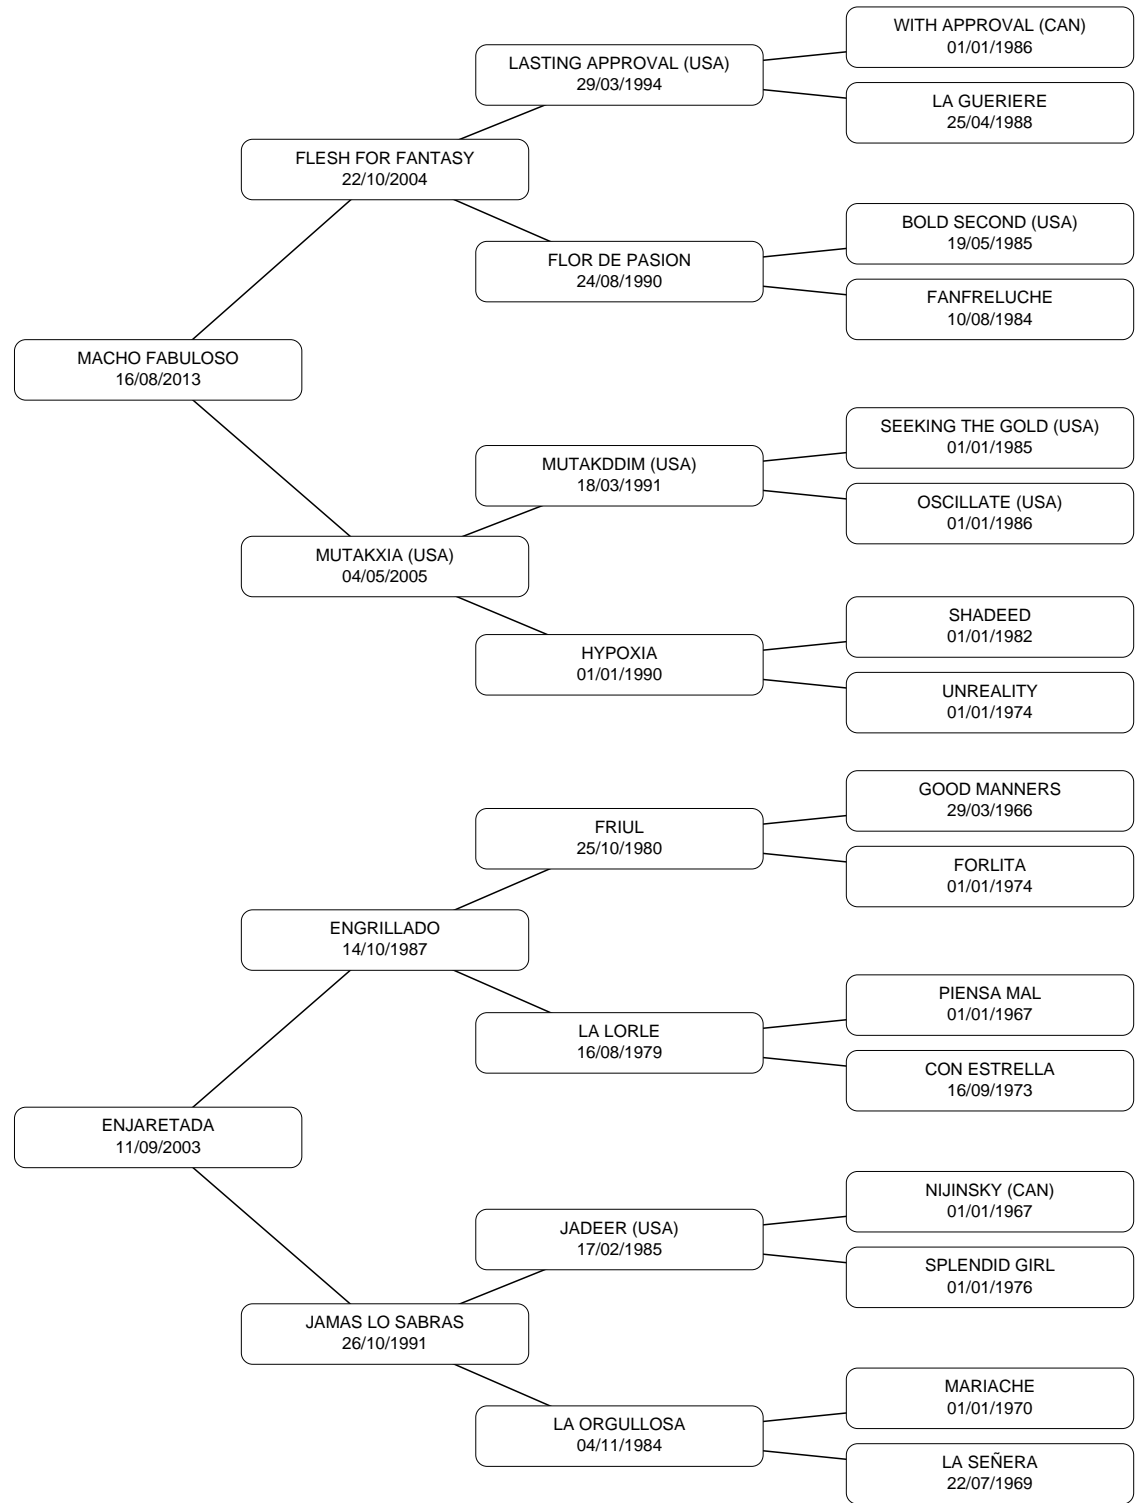 WITH APPROVAL (CAN)
01/01/1986
LASTING APPROVAL (USA)
29/03/1994
LA GUERIERE
25/04/1988
FLESH FOR FANTASY
22/10/2004
BOLD SECOND (USA)
19/05/1985
FLOR DE PASION
24/08/1990
FANFRELUCHE
10/08/1984
MACHO FABULOSO
16/08/2013
SEEKING THE GOLD (USA)
01/01/1985
MUTAKDDIM (USA)
18/03/1991
OSCILLATE (USA)
01/01/1986
MUTAKXIA (USA)
04/05/2005
SHADEED
01/01/1982
HYPOXIA
01/01/1990
UNREALITY
01/01/1974
GOOD MANNERS
29/03/1966
FRIUL
25/10/1980
FORLITA
01/01/1974
ENGRILLADO
14/10/1987
PIENSA MAL
01/01/1967
LA LORLE
16/08/1979
CON ESTRELLA
16/09/1973
ENJARETADA
11/09/2003
NIJINSKY (CAN)
01/01/1967
JADEER (USA)
17/02/1985
SPLENDID GIRL
01/01/1976
JAMAS LO SABRAS
26/10/1991
MARIACHE
01/01/1970
LA ORGULLOSA
04/11/1984
LA SEÑERA
22/07/1969